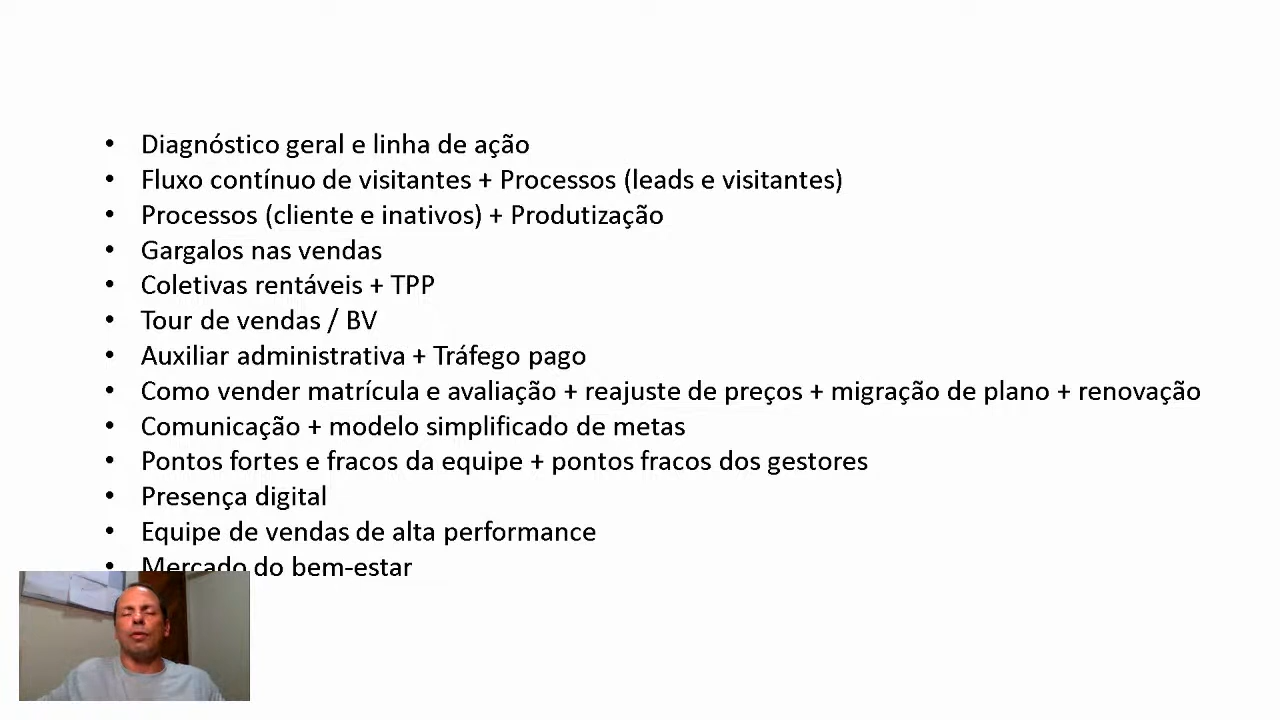 • Diagnóstico geral e linha de ação
• Fluxo contínuo de visitantes + Processos (leads e visitantes)
• Processos (cliente e inativos) + Produtização
• Gargalos nas vendas
• Coletivas rentáveis + TPP
• Tour de vendas / BV
• Auxiliar administrativa + Tráfego pago
• Como vender matrícula e avaliação + reajuste de preços + migração de plano + renovação
• Comunicação + modelo simplificado de metas
• Pontos fortes e fracos da equipe + pontos fracos dos gestores
• Presença digital
• Equipe de vendas de alta performance
• Mercado do bem-estar